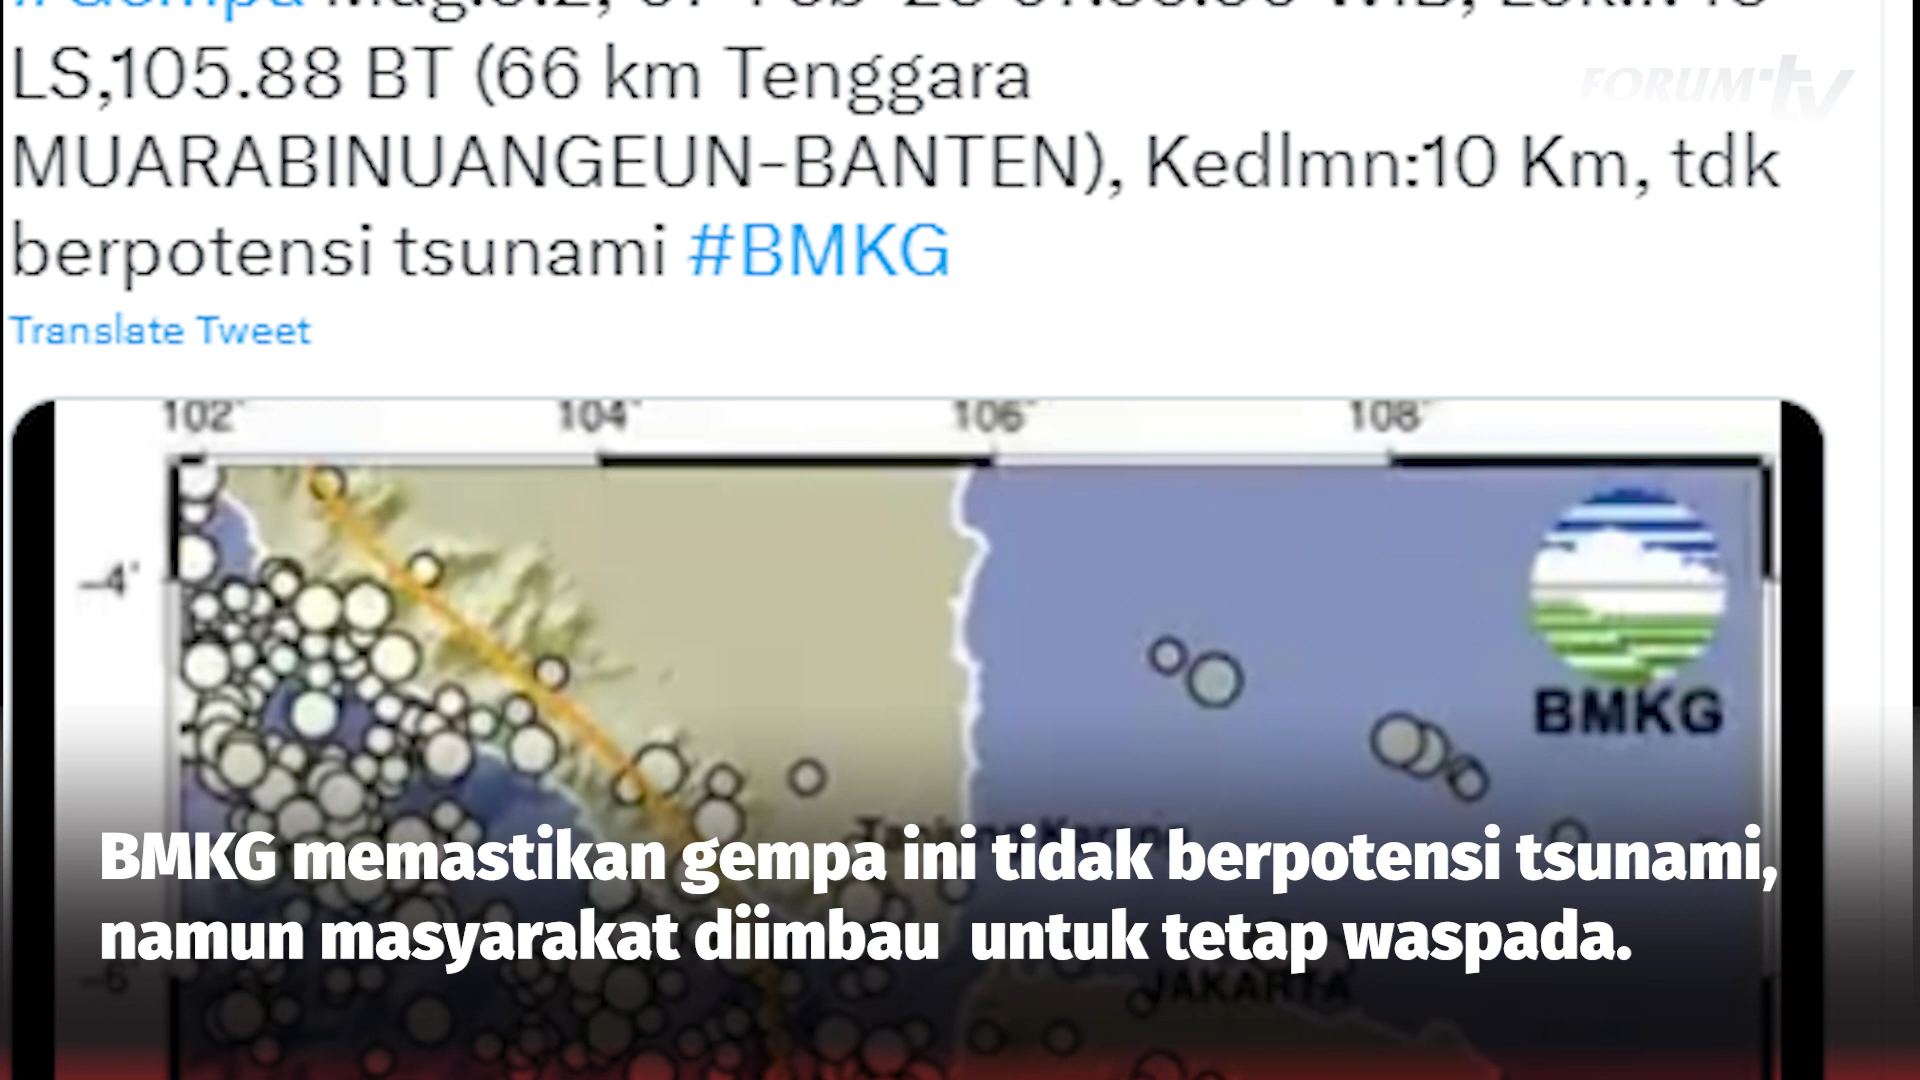 #Gempa
LS,105.88 BT (66 km Tenggara
FORUM tv
MUARABINUANGEUN-BANTEN), Kedlmn:10 Km, tdk
berpotensi tsunami #BMKG
Translate Tweet
102° 104° 106° 108°
-4°
BMKG
BMKG memastikan gempa ini tidak berpotensi tsunami,
namun masyarakat diimbau untuk tetap waspada.
-6°
JAKARTA